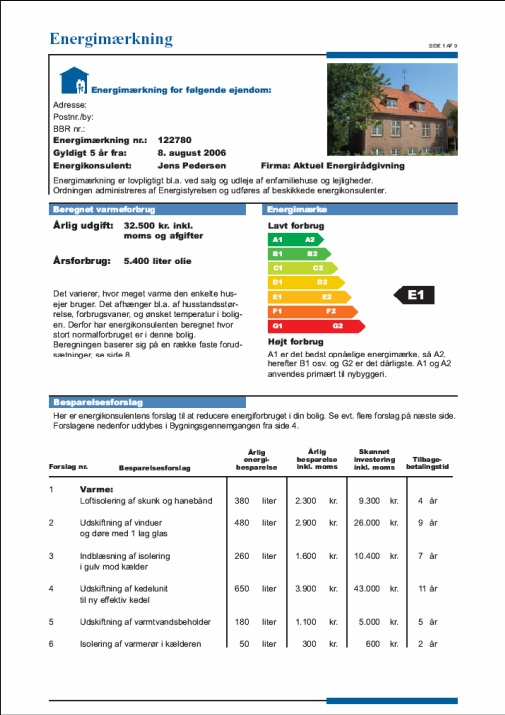 Energimærkning
SIDE 1 AF 9
Energimærkning for følgende ejendom:
Adresse:
Postnr./by:
BBR nr.:
Energimærkning nr.: 122780
Gyldigt 5 år fra: 8. august 2006
Energikonsulent: Jens Pedersen Firma: Aktuel Energirådgivning
Energimærkning er lovpligtigt bl.a. ved salg og udleje af enfamiliehuse og lejligheder.
Ordningen administreres af Energistyrelsen og udføres af beskikkede energikonsulenter.
Beregnet varmeforbrug
Årlig udgift: 32.500 kr. inkl.
moms og afgifter
Årsforbrug: 5.400 liter olie
Det varierer, hvor meget varme den enkelte hus-
ejer bruger. Det afhænger bl.a. af husstandsstør-
relse, forbrugsvaner, og ønsket temperatur i bolig-
en. Derfor har energikonsulenten beregnet hvor
stort normalforbruget er i denne bolig.
Beregningen baserer sig på en række faste forud-
sætninger, se side 8
Energimærke
Lavt forbrug
A1 A2
B1 B2
C1 C2
D1 D2
E1 E2
F1 F2
G1 G2
E1
Højt forbrug
A1 er det bedst opnåelige energimærke, så A2,
herefter B1 osv. og G2 er det dårligste. A1 og A2
anvendes primært til nybyggeri.
Besparelsesforslag
Her er energikonsulentens forslag til at reducere energiforbruget i din bolig. Se evt. flere forslag på næste side.
Forslagene nedenfor uddybes i Bygningsgennemgangen fra side 4.
Forslag nr.
Besparelsesforslag
Årlig
energi-
besparelse
Årlig
besparelse
inkl. moms
Skønnet
investering
inkl. moms
Tilbage-
betalingstid
1 Varme:
Loftisolering af skunk og hanebånd 380 liter 2.300 kr. 9.300 kr. 4 år
2 Udskiftning af vinduer 480 liter 2.900 kr. 26.000 kr. 9 år
og døre med 1 lag glas
3 Indblæsning af isolering 260 liter 1.600 kr. 10.400 kr. 7 år
i gulv mod kælder
4 Udskiftning af kedelunit 650 liter 3.900 kr. 43.000 kr. 11 år
til ny effektiv kedel
5 Udskiftning af varmtvandsbeholder 180 liter 1.100 kr. 5.000 kr. 5 år
6 Isolering af varmerør i kælderen 50 liter 300 kr. 600 kr. 2 år